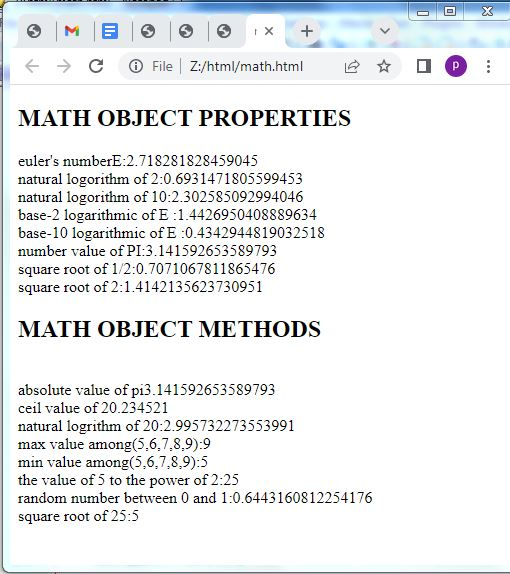 File | Z:/html/math.html
P
MATH OBJECT PROPERTIES
euler's numberE:2.718281828459045
natural logorithm of 2:0.6931471805599453
natural logorithm of 10:2.302585092994046
base-2 logarithmic of E :1.4426950408889634
base-10 logarithmic of E :0.4342944819032518
number value of PI:3.141592653589793
square root of 1/2:0.7071067811865476
square root of 2:1.4142135623730951
MATH OBJECT METHODS
absolute value of pi3.141592653589793
ceil value of 20.234521
natural logrithm of 20:2.995732273553991
max value among(5,6,7,8,9):9
min value among(5,6,7,8,9):5
the value of 5 to the power of 2:25
random number between 0 and 1:0.6443160812254176
square root of 25:5